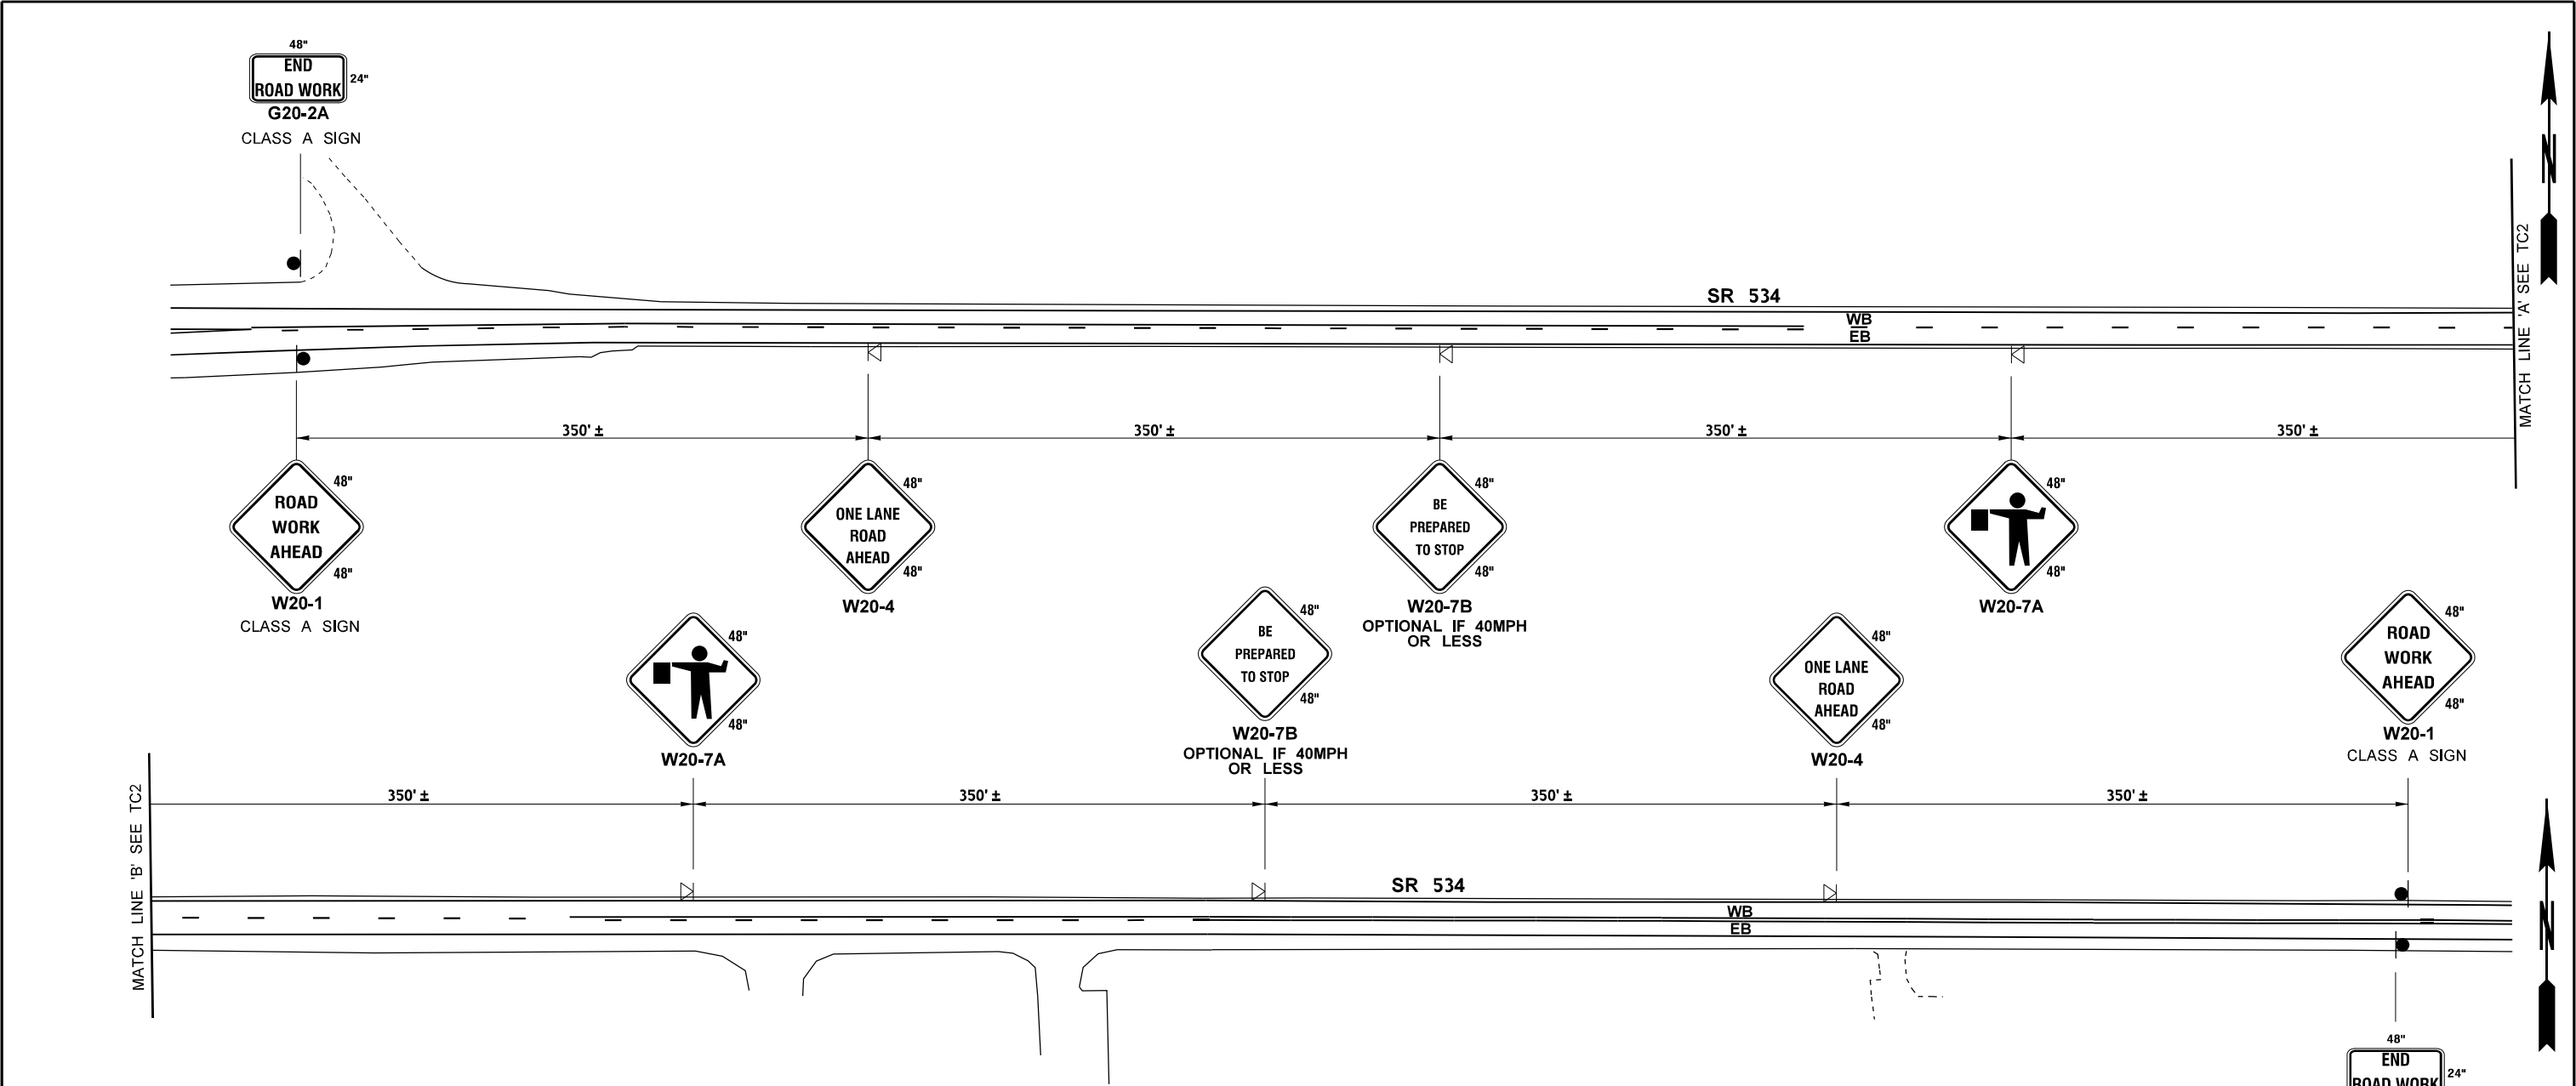 48"
END
ROAD WORK
24"
G20-2A
CLASS A SIGN
N
MATCH LINE 'A' SEE TC2
SR 534
WB
EB
350' ±
350' ±
350' ±
350' ±
ROAD
WORK
AHEAD
48"
48"
W20-1
CLASS A SIGN
ONE LANE
ROAD
AHEAD
48"
48"
W20-4
BE
PREPARED
TO STOP
48"
48"
W20-7B
OPTIONAL IF 40MPH
OR LESS
48"
48"
W20-7A
48"
48"
W20-7A
BE
PREPARED
TO STOP
48"
48"
W20-7B
OPTIONAL IF 40MPH
OR LESS
ONE LANE
ROAD
AHEAD
48"
48"
W20-4
ROAD
WORK
AHEAD
48"
48"
W20-1
CLASS A SIGN
MATCH LINE 'B' SEE TC2
350' ±
350' ±
350' ±
350' ±
SR 534
WB
EB
N
48"
END
ROAD WORK
24"